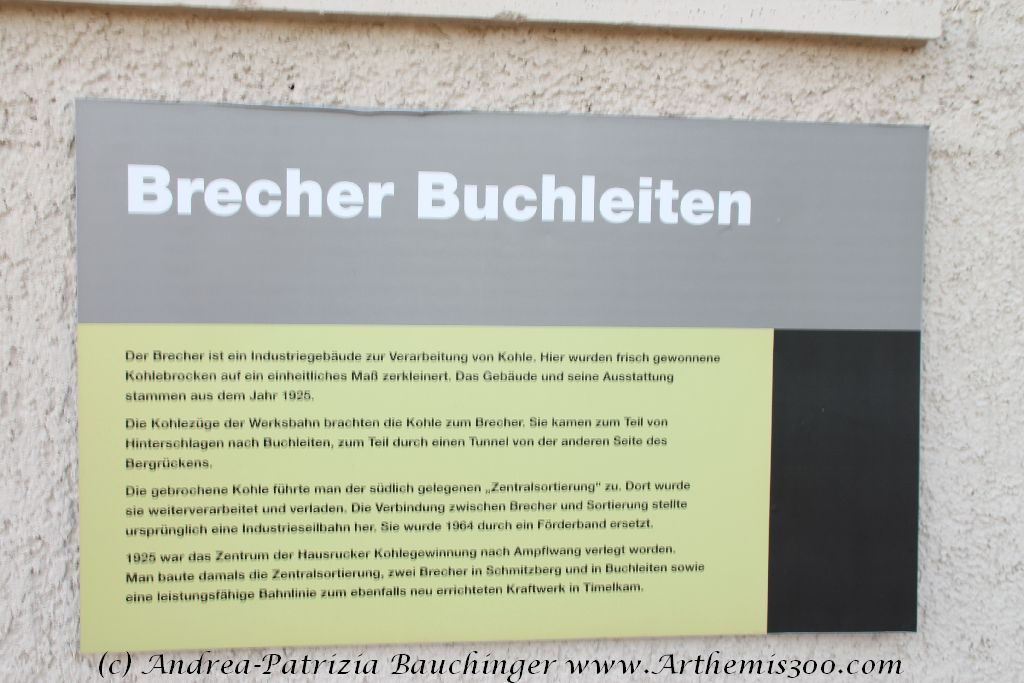 Brecher Buchleiten
Der Brecher ist ein Industriegebäude zur Verarbeitung von Kohle. Hier wurden frisch gewonnene
Kohlebrocken auf ein einheitliches Maß zerkleinert. Das Gebäude und seine Ausstattung
stammen aus dem Jahr 1925.
Die Kohlezüge der Werksbahn brachten die Kohle zum Brecher. Sie kamen zum Teil von
Hinterschlagen nach Buchleiten, zum Teil durch einen Tunnel von der anderen Seite des
Bergrückens.
Die gebrochene Kohle führte man der südlich gelegenen „Zentralsortierung“ zu. Dort wurde
sie weiterverarbeitet und verladen. Die Verbindung zwischen Brecher und Sortierung stellte
ursprünglich eine Industrieseilbahn her. Sie wurde 1964 durch ein Förderband ersetzt.
1925 war das Zentrum der Hausrucker Kohlegewinnung nach Ampflwang verlegt worden.
Man baute damals die Zentralsortierung, zwei Brecher in Schmitzberg und in Buchleiten sowie
eine leistungsfähige Bahnlinie zum ebenfalls neu errichteten Kraftwerk in Timelkam.
(c) Andrea-Patrizia Bauchinger www.Arthemis300.com